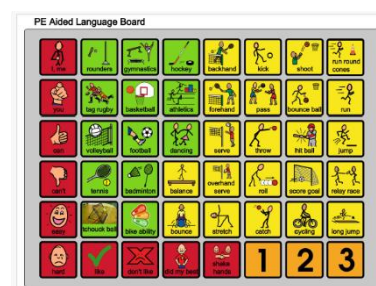 PE Aided Language Board
I, me rounders gymnastics hockey backhand kick shoot run round cones
you tag rugby basketball athletics forehand pass bounce ball run
can volleyball football dancing serve throw hit ball jump
can't tennis badminton balance overhand serve roll score goal relay race
easy tchouck ball bike ability bounce stretch catch cycling long jump
hard like don't like did my best shake hands 1 2 3